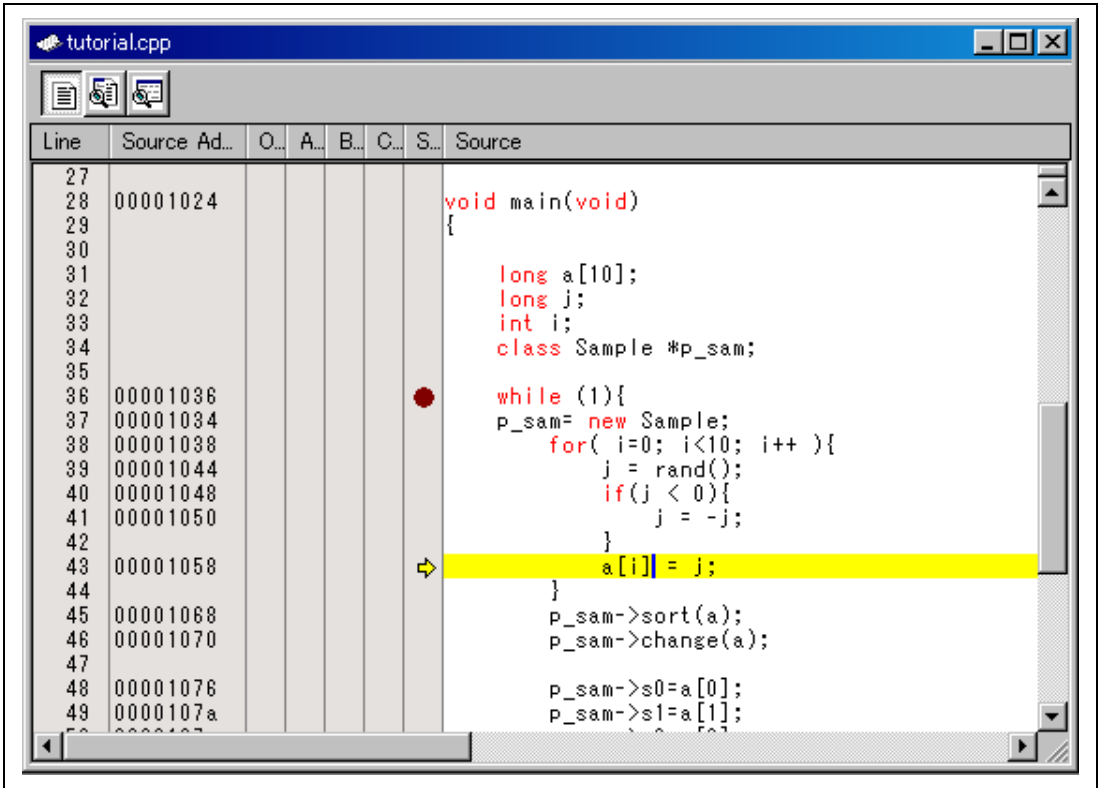 tutorial.cpp
Line Source Ad... O... A... B... C... S... Source
27
28 00001024 void main(void)
29 {
30
31 long a[10];
32 long j;
33 int i;
34 class Sample *p_sam;
35
36 00001036 while (1){
37 00001034 p_sam= new Sample;
38 00001038 for( i=0; i<10; i++ ){
39 00001044 j = rand();
40 00001048 if(j < 0){
41 00001050 j = -j;
42 }
43 00001058 a[i] = j;
44 }
45 00001068 p_sam->sort(a);
46 00001070 p_sam->change(a);
47
48 00001076 p_sam->s0=a[0];
49 0000107a p_sam->s1=a[1];